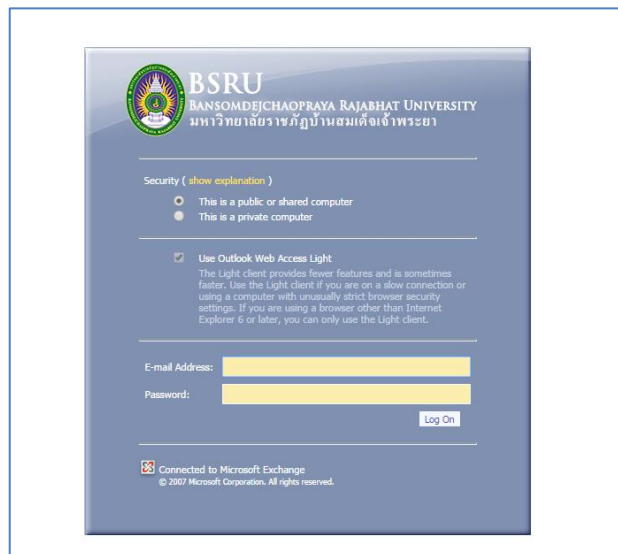 BSRU
BANSOMDEJCHAOPRAYA RAJABHAT UNIVERSITY
มหาวิทยาลัยราชภัฏบ้านสมเด็จเจ้าพระยา
Security ( show explanation )
This is a public or shared computer
This is a private computer
Use Outlook Web Access Light
The Light client provides fewer features and is sometimes
faster. Use the Light client if you are on a slow connection or
using a computer with unusually strict browser security
settings. If you are using a browser other than Internet
Explorer 6 or later, you can only use the Light client.
E-mail Address:
Password:
Log On
Connected to Microsoft Exchange
© 2007 Microsoft Corporation. All rights reserved.